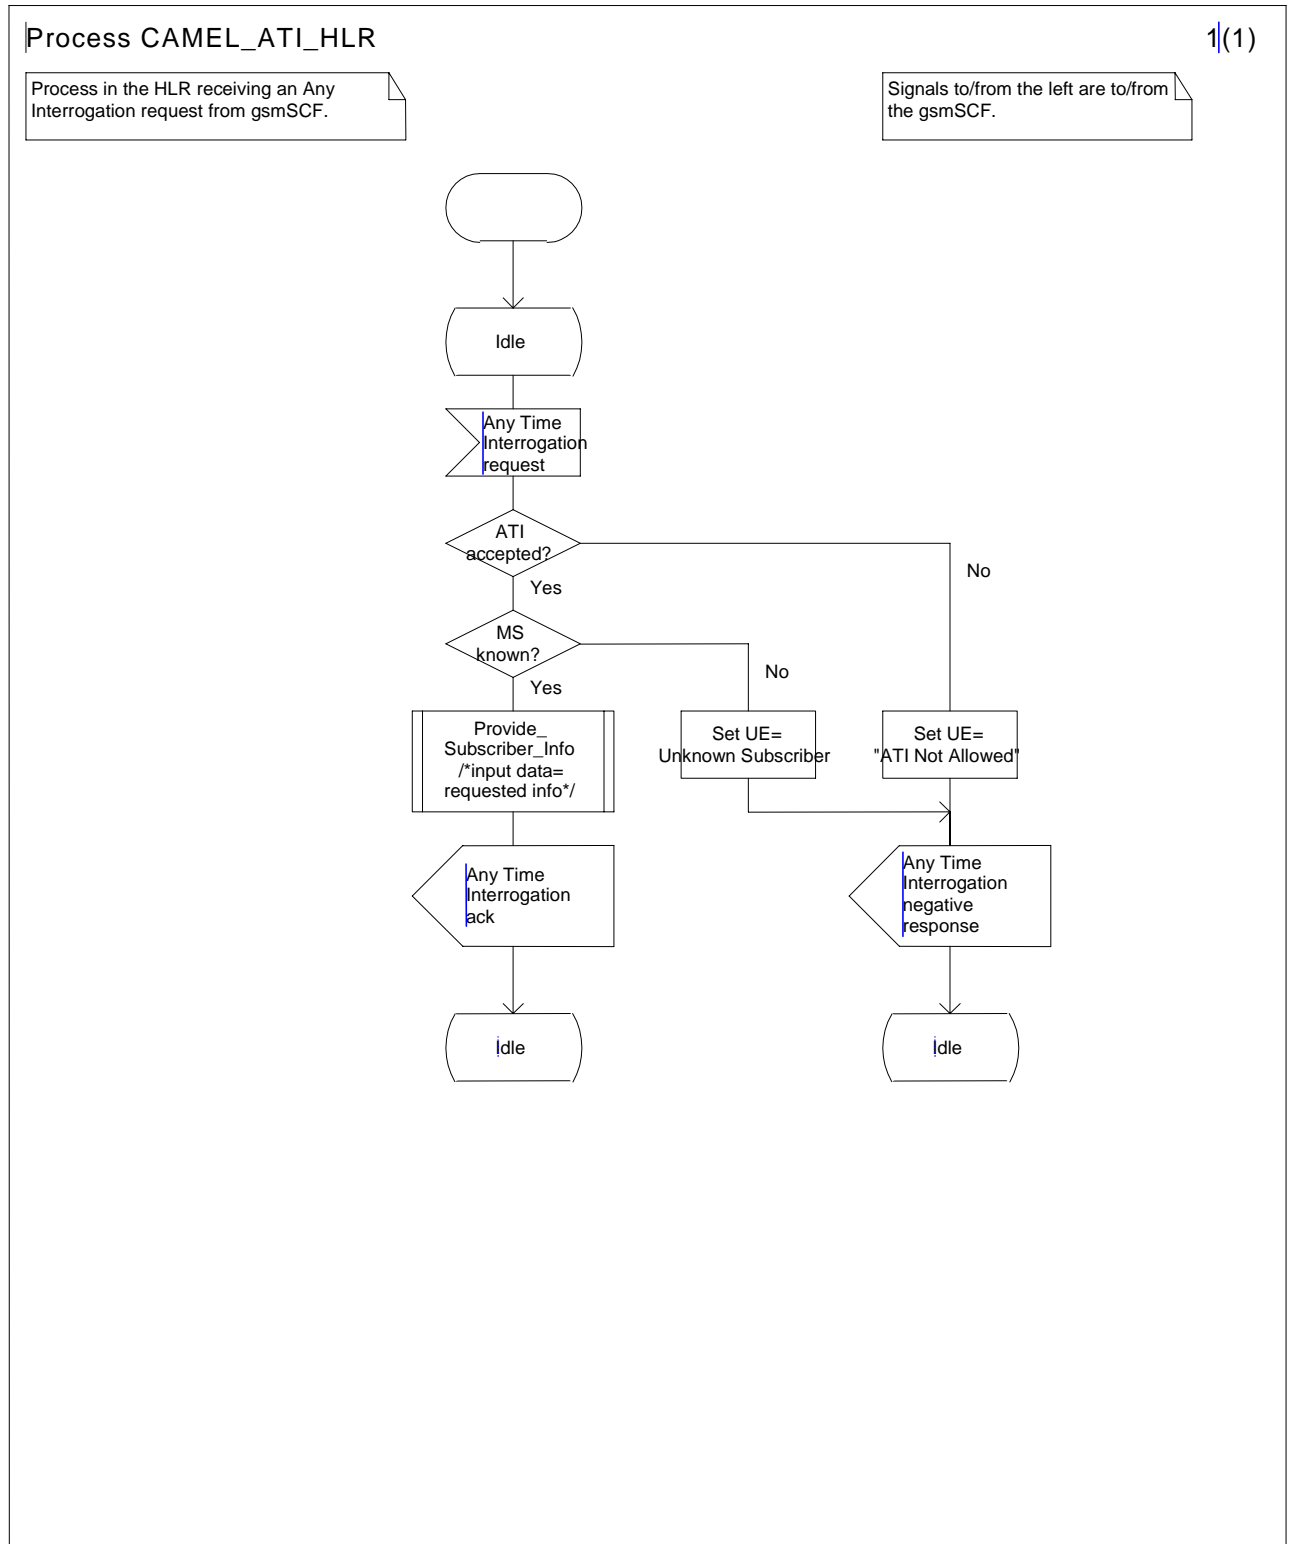 Process CAMEL_ATI_HLR
1(1)
Process in the HLR receiving an Any
Interrogation request from gsmSCF.
Signals to/from the left are to/from
the gsmSCF.
Idle
Any Time
Interrogation
request
ATI
accepted?
No
Yes
MS
known?
No
Yes
Provide_
Subscriber_Info
/*input data=
requested info*/
Set UE=
Unknown Subscriber
Set UE=
"ATI Not Allowed"
Any Time
Interrogation
ack
Any Time
Interrogation
negative
response
Idle
Idle